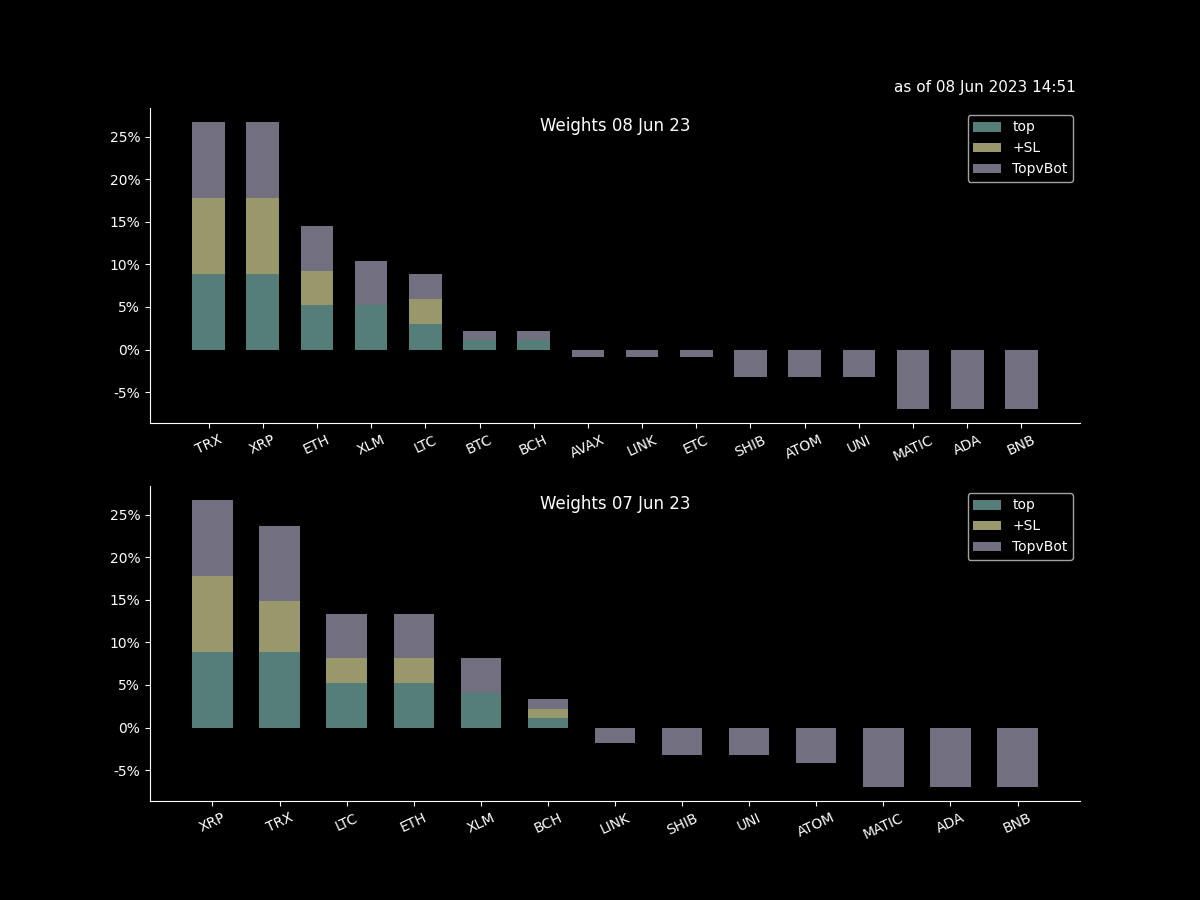 as of 08 Jun 2023 14:51
Weights 08 Jun 23
top
+SL
TopvBot
25%
20%
15%
10%
5%
0%
-5%
TRX XRP ETH XLM LTC BTC BCH AVAX LINK ETC SHIB ATOM UNI MATIC ADA BNB
Weights 07 Jun 23
top
+SL
TopvBot
25%
20%
15%
10%
5%
0%
-5%
XRP TRX LTC ETH XLM BCH LINK SHIB UNI ATOM MATIC ADA BNB